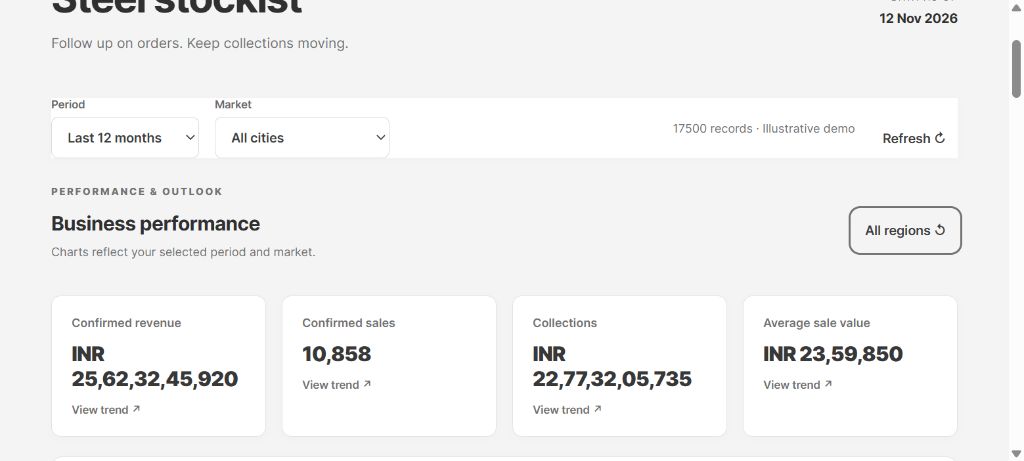 Steel stockist
12 Nov 2026
Follow up on orders. Keep collections moving.
Period
Market
Last 12 months
All cities
17500 records · Illustrative demo
Refresh ↻
PERFORMANCE & OUTLOOK
Business performance
All regions ↺
Charts reflect your selected period and market.
Confirmed revenue
INR
25,62,32,45,920
View trend ↗
Confirmed sales
10,858
View trend ↗
Collections
INR
22,77,32,05,735
View trend ↗
Average sale value
INR 23,59,850
View trend ↗